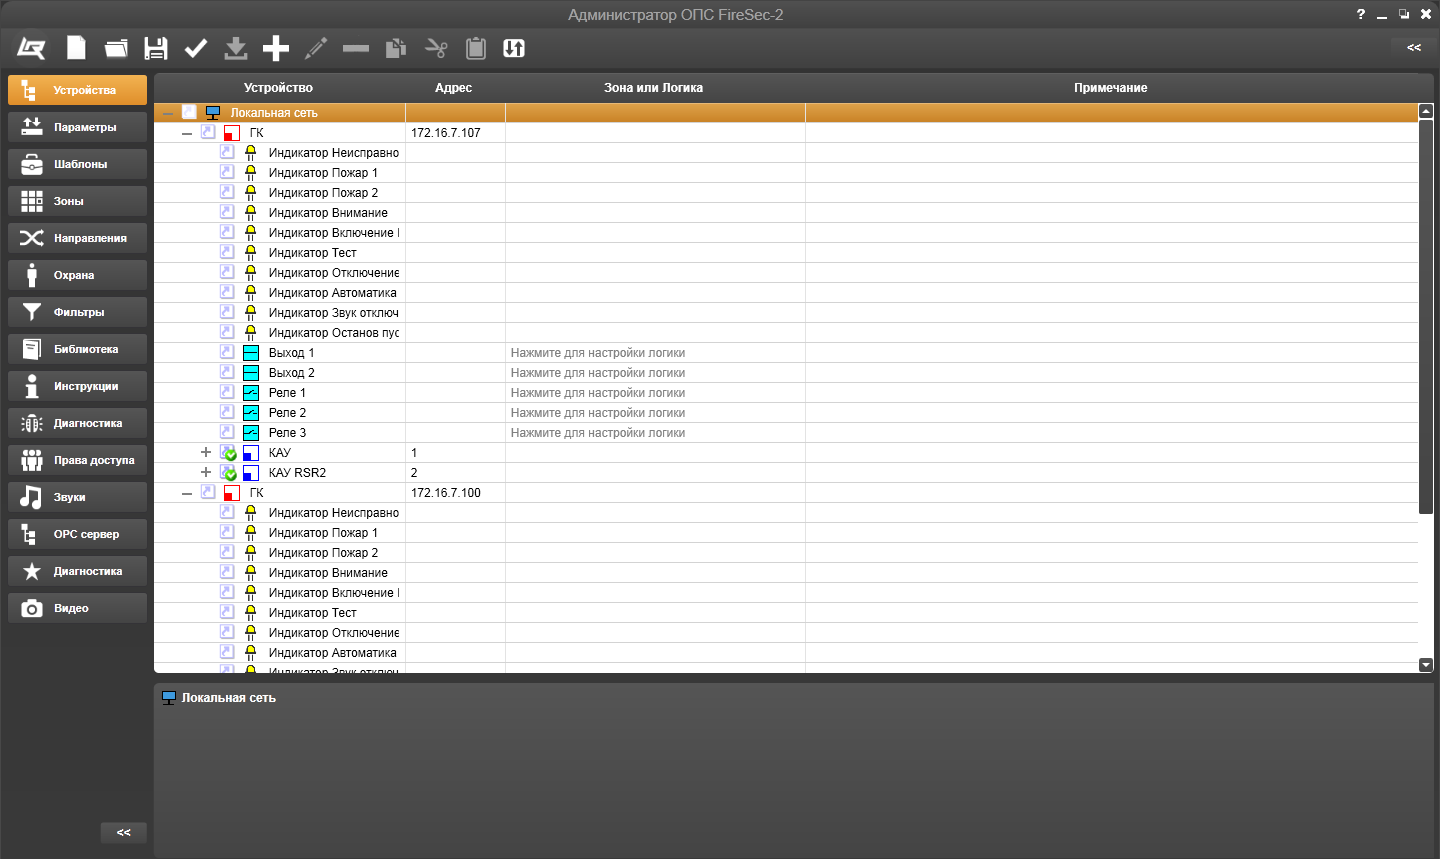 Администратор ОПС FireSec-2
?
<<
Устройства
Параметры
Шаблоны
Зоны
Направления
Охрана
Фильтры
Библиотека
Инструкции
Диагностика
Права доступа
Звуки
OPC сервер
Диагностика
Видео
<<
Устройство Адрес Зона или Логика Примечание
Локальная сеть
ГК 172.16.7.107
Индикатор Неисправно
Индикатор Пожар 1
Индикатор Пожар 2
Индикатор Внимание
Индикатор Включение
Индикатор Тест
Индикатор Отключение
Индикатор Автоматика
Индикатор Звук отключ
Индикатор Останов пус
Выход 1 Нажмите для настройки логики
Выход 2 Нажмите для настройки логики
Реле 1 Нажмите для настройки логики
Реле 2 Нажмите для настройки логики
Реле 3 Нажмите для настройки логики
КАУ 1
КАУ RSR2 2
ГК 172.16.7.100
Индикатор Неисправно
Индикатор Пожар 1
Индикатор Пожар 2
Индикатор Внимание
Индикатор Включение
Индикатор Тест
Индикатор Отключение
Индикатор Автоматика
Индикатор Звук отключ
Локальная сеть